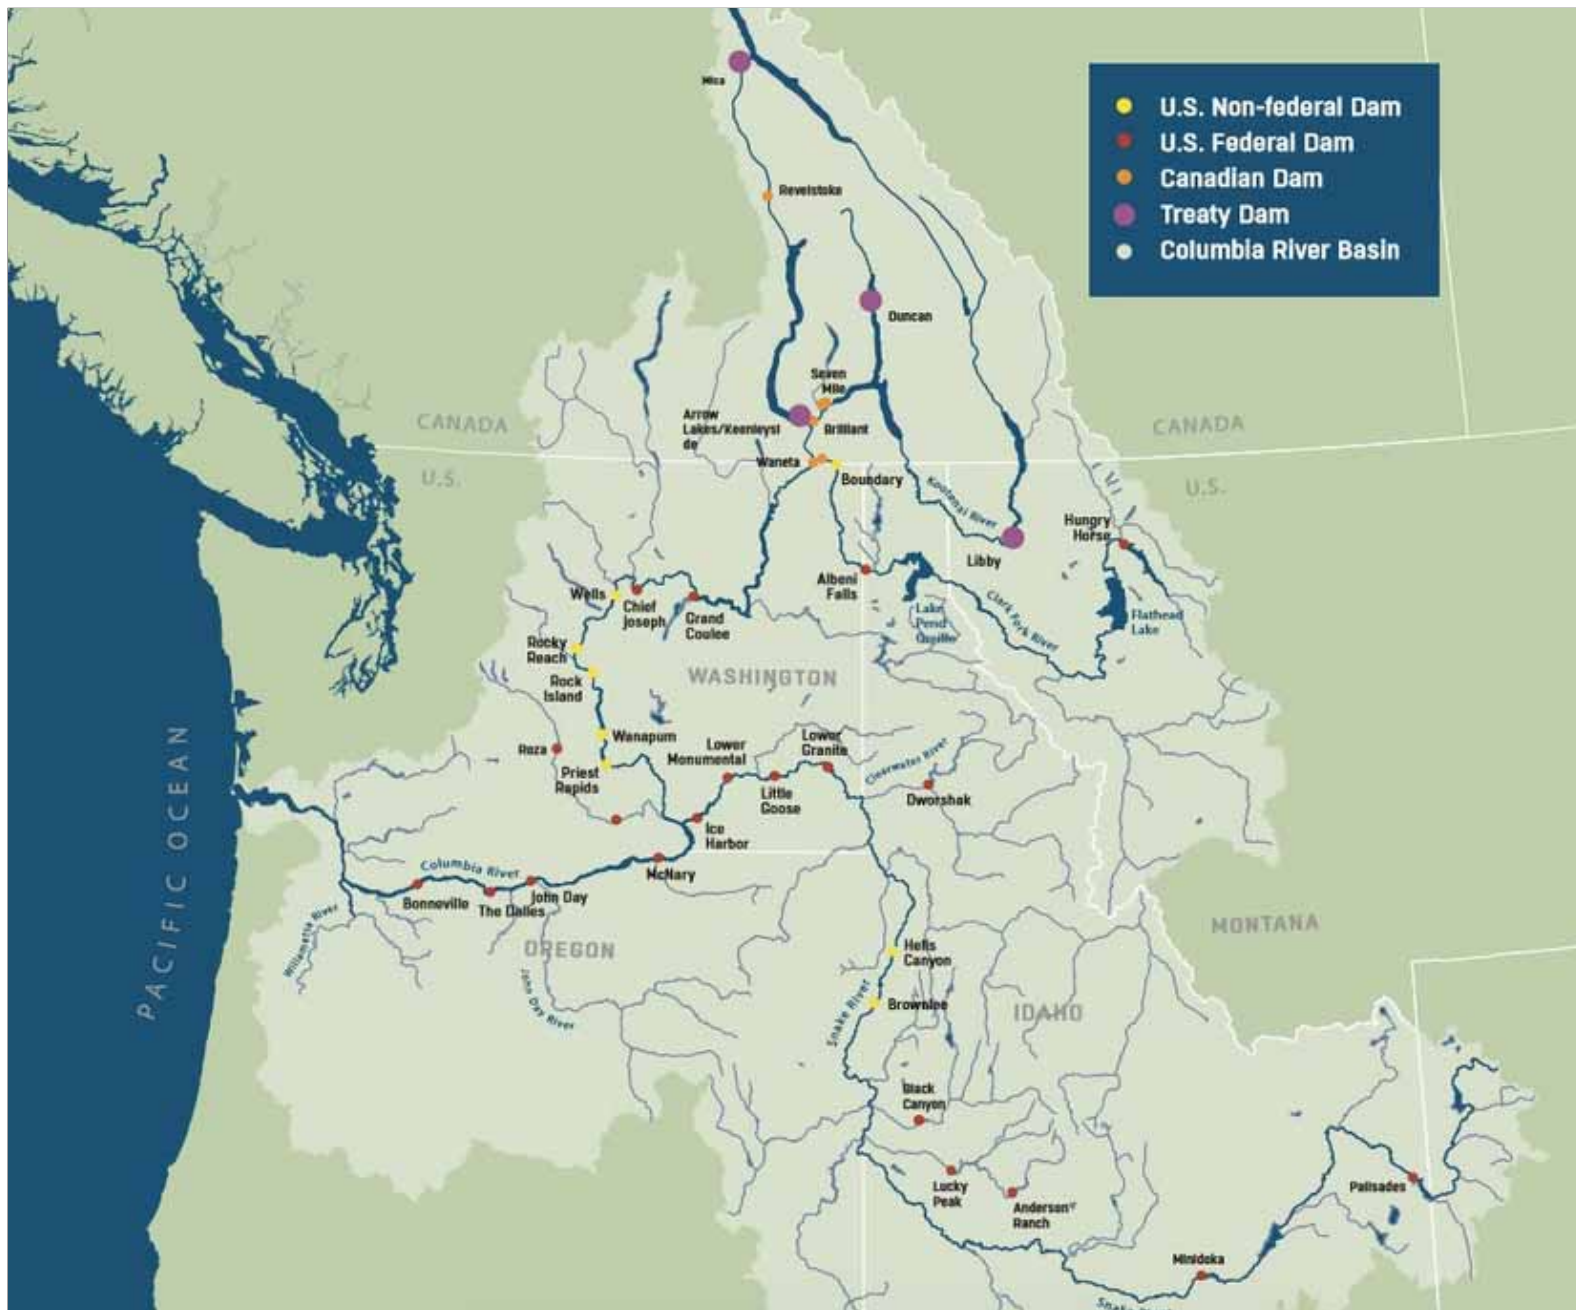 U.S. Non-federal Dam
U.S. Federal Dam
Canadian Dam
Treaty Dam
Columbia River Basin
Mica
Revelstoke
Duncan
Seven
Mile
Arrow
Lakes/Keenleysi
de
Brilliant
CANADA
CANADA
Waneta
U.S.
Boundary
U.S.
Kootenai River
Hungry
Horse
Libby
Albeni
Falls
Wells
Chief
Joseph
Grand
Coulee
Lake
Pend
Clark Fork River
Flathead
Lake
Rocky
Reach
Rock
Island
WASHINGTON
Wanapum
Roza
Lower
Monumental
Lower
Granite
Priest
Rapids
Little
Goose
Clearwater River
Dworshak
Ice
Harbor
PACIFIC OCEAN
Columbia River
McNary
Bonneville
The Dalles
John Day
Willamette River
OREGON
MONTANA
John Day River
Hells
Canyon
Snake River
Brownlee
IDAHO
Black
Canyon
Lucky
Peak
Anderson
Ranch
Palisades
Minidoka